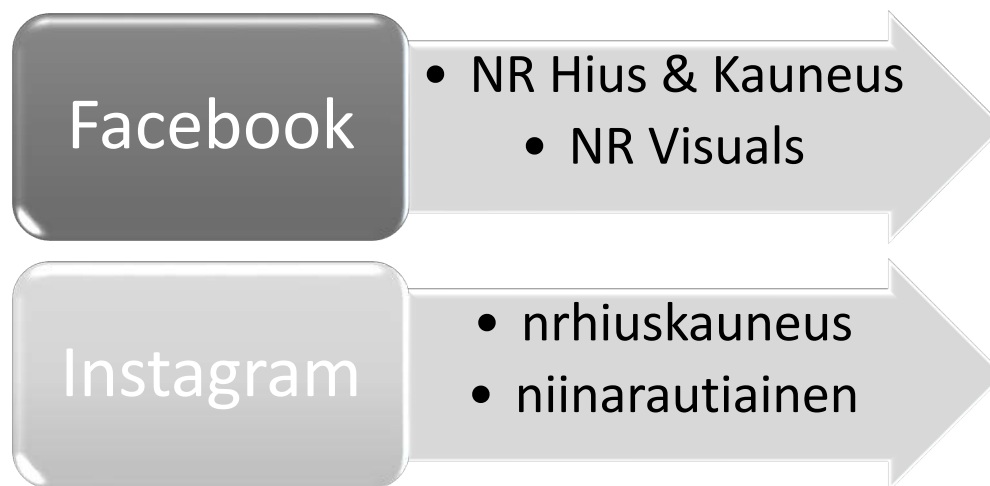 Facebook
• NR Hius & Kauneus
• NR Visuals
Instagram
• nrhiuskauneus
• niinarautiainen